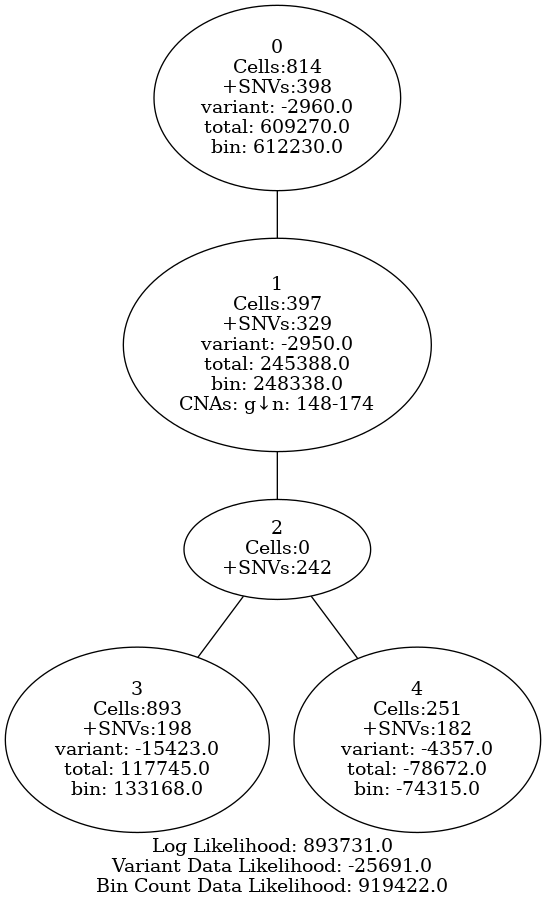 0
Cells:814
+SNVs:398
variant: -2960.0
total: 609270.0
bin: 612230.0
1
Cells:397
+SNVs:329
variant: -2950.0
total: 245388.0
bin: 248338.0
CNAs: g↓n: 148-174
2
Cells:0
+SNVs:242
3
Cells:893
+SNVs:198
variant: -15423.0
total: 117745.0
bin: 133168.0
4
Cells:251
+SNVs:182
variant: -4357.0
total: -78672.0
bin: -74315.0
Log Likelihood: 893731.0
Variant Data Likelihood: -25691.0
Bin Count Data Likelihood: 919422.0